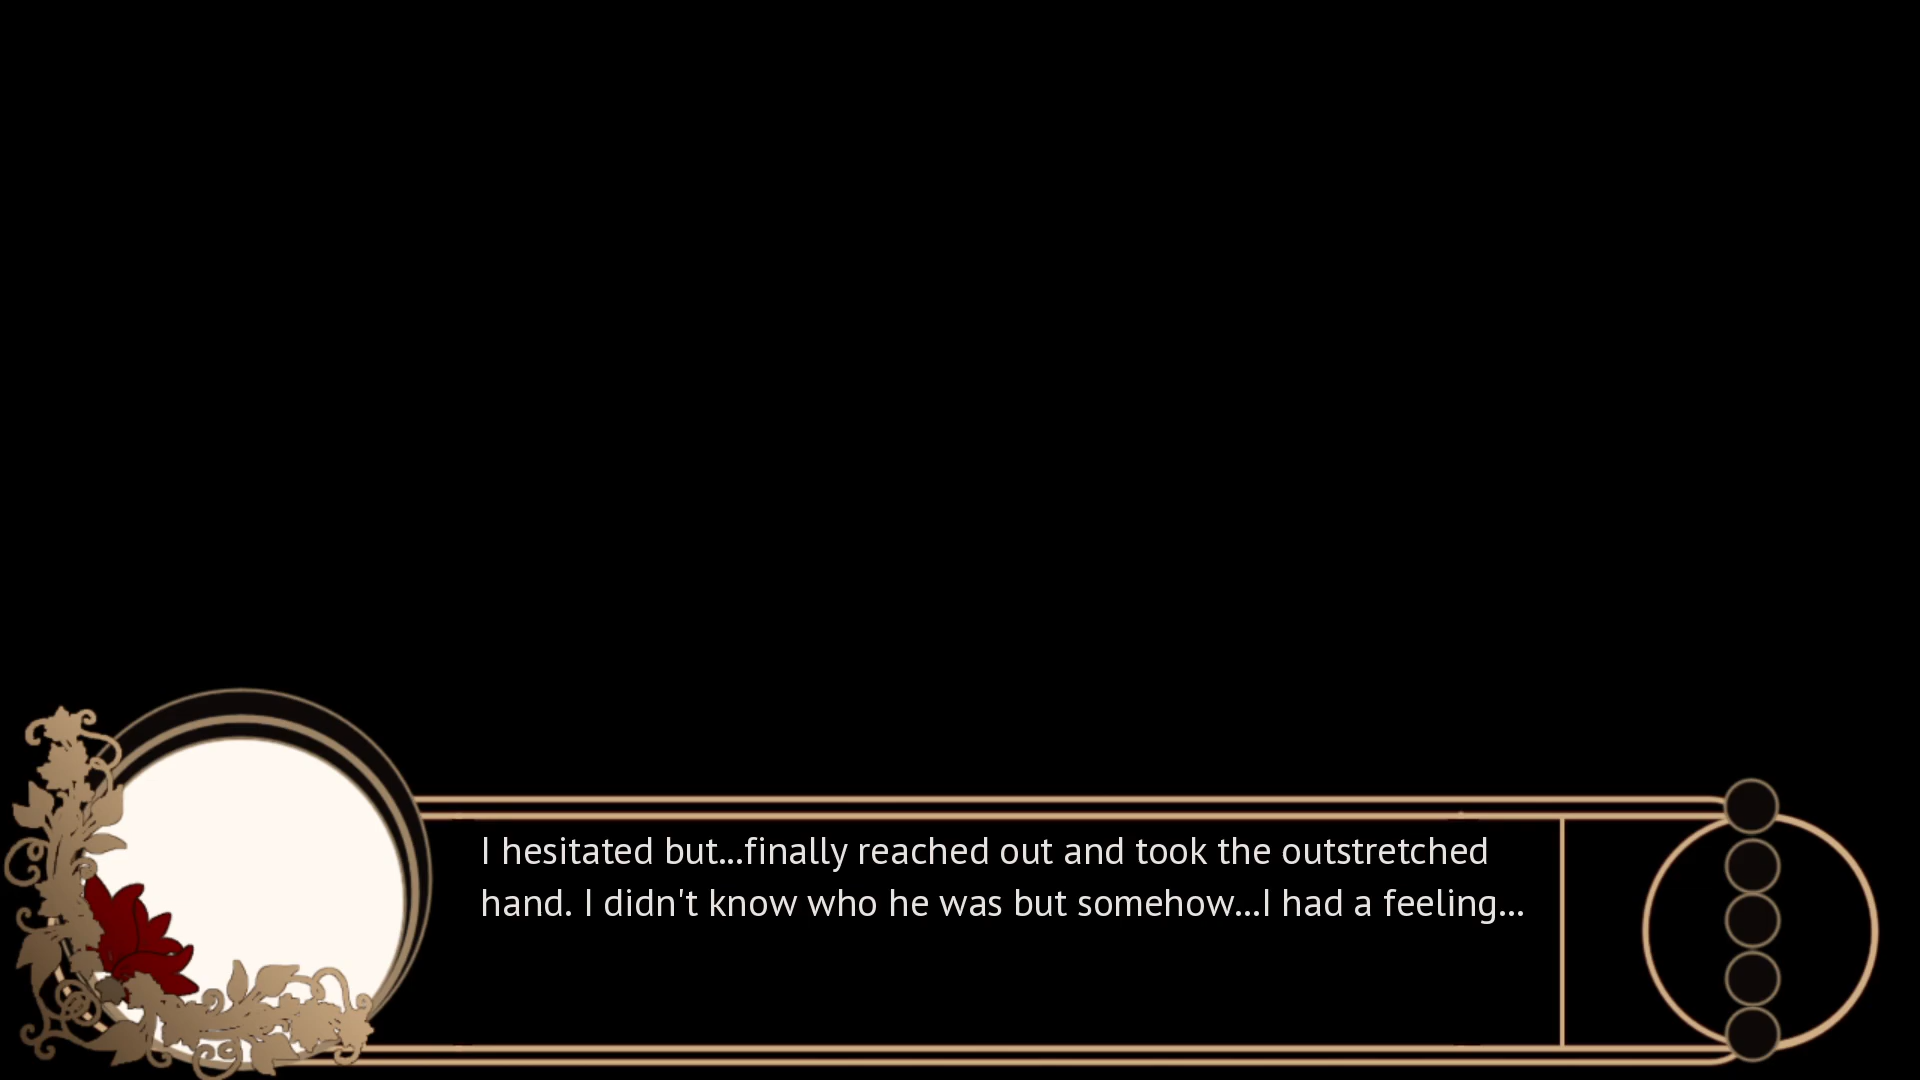 I hesitated but...finally reached out and took the outstretched
hand. I didn't know who he was but somehow...I had a feeling...